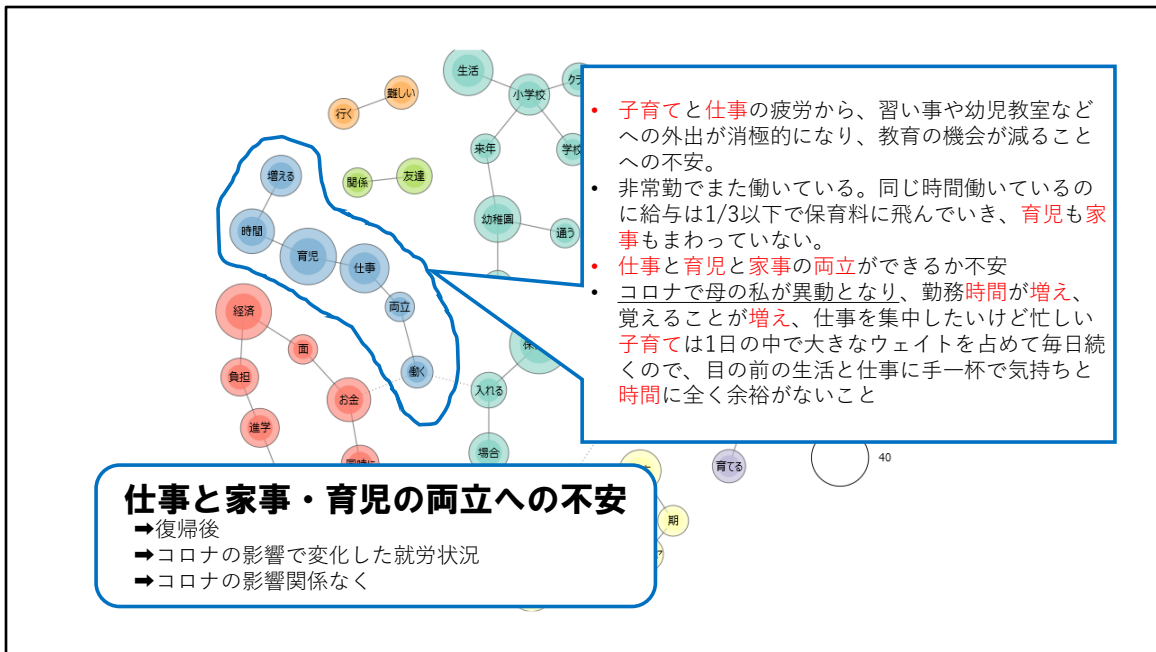 生活
小学校
難しい
行く
来年
学校
増える
関係
友達
幼稚園
通う
時間
育児
仕事
両立
経済
面
働く
負担
お金
入れる
進学
場合
育てる
40
期
• 子育てと仕事の疲労から、習い事や幼児教室など
への外出が消極的になり、教育の機会が減ること
への不安。
• 非常勤でまた働いている。同じ時間働いているの
に給与は1/3以下で保育料に飛んでいき、育児も家
事もまわっていない。
• 仕事と育児と家事の両立ができるか不安
• コロナで母の私が異動となり、勤務時間が増え、
覚えることが増え、仕事を集中したいけど忙しい
子育ては1日の中で大きなウェイトを占めて毎日続
くので、目の前の生活と仕事に手一杯で気持ちと
時間に全く余裕がないこと
仕事と家事・育児の両立への不安
➡復帰後
➡コロナの影響で変化した就労状況
➡コロナの影響関係なく